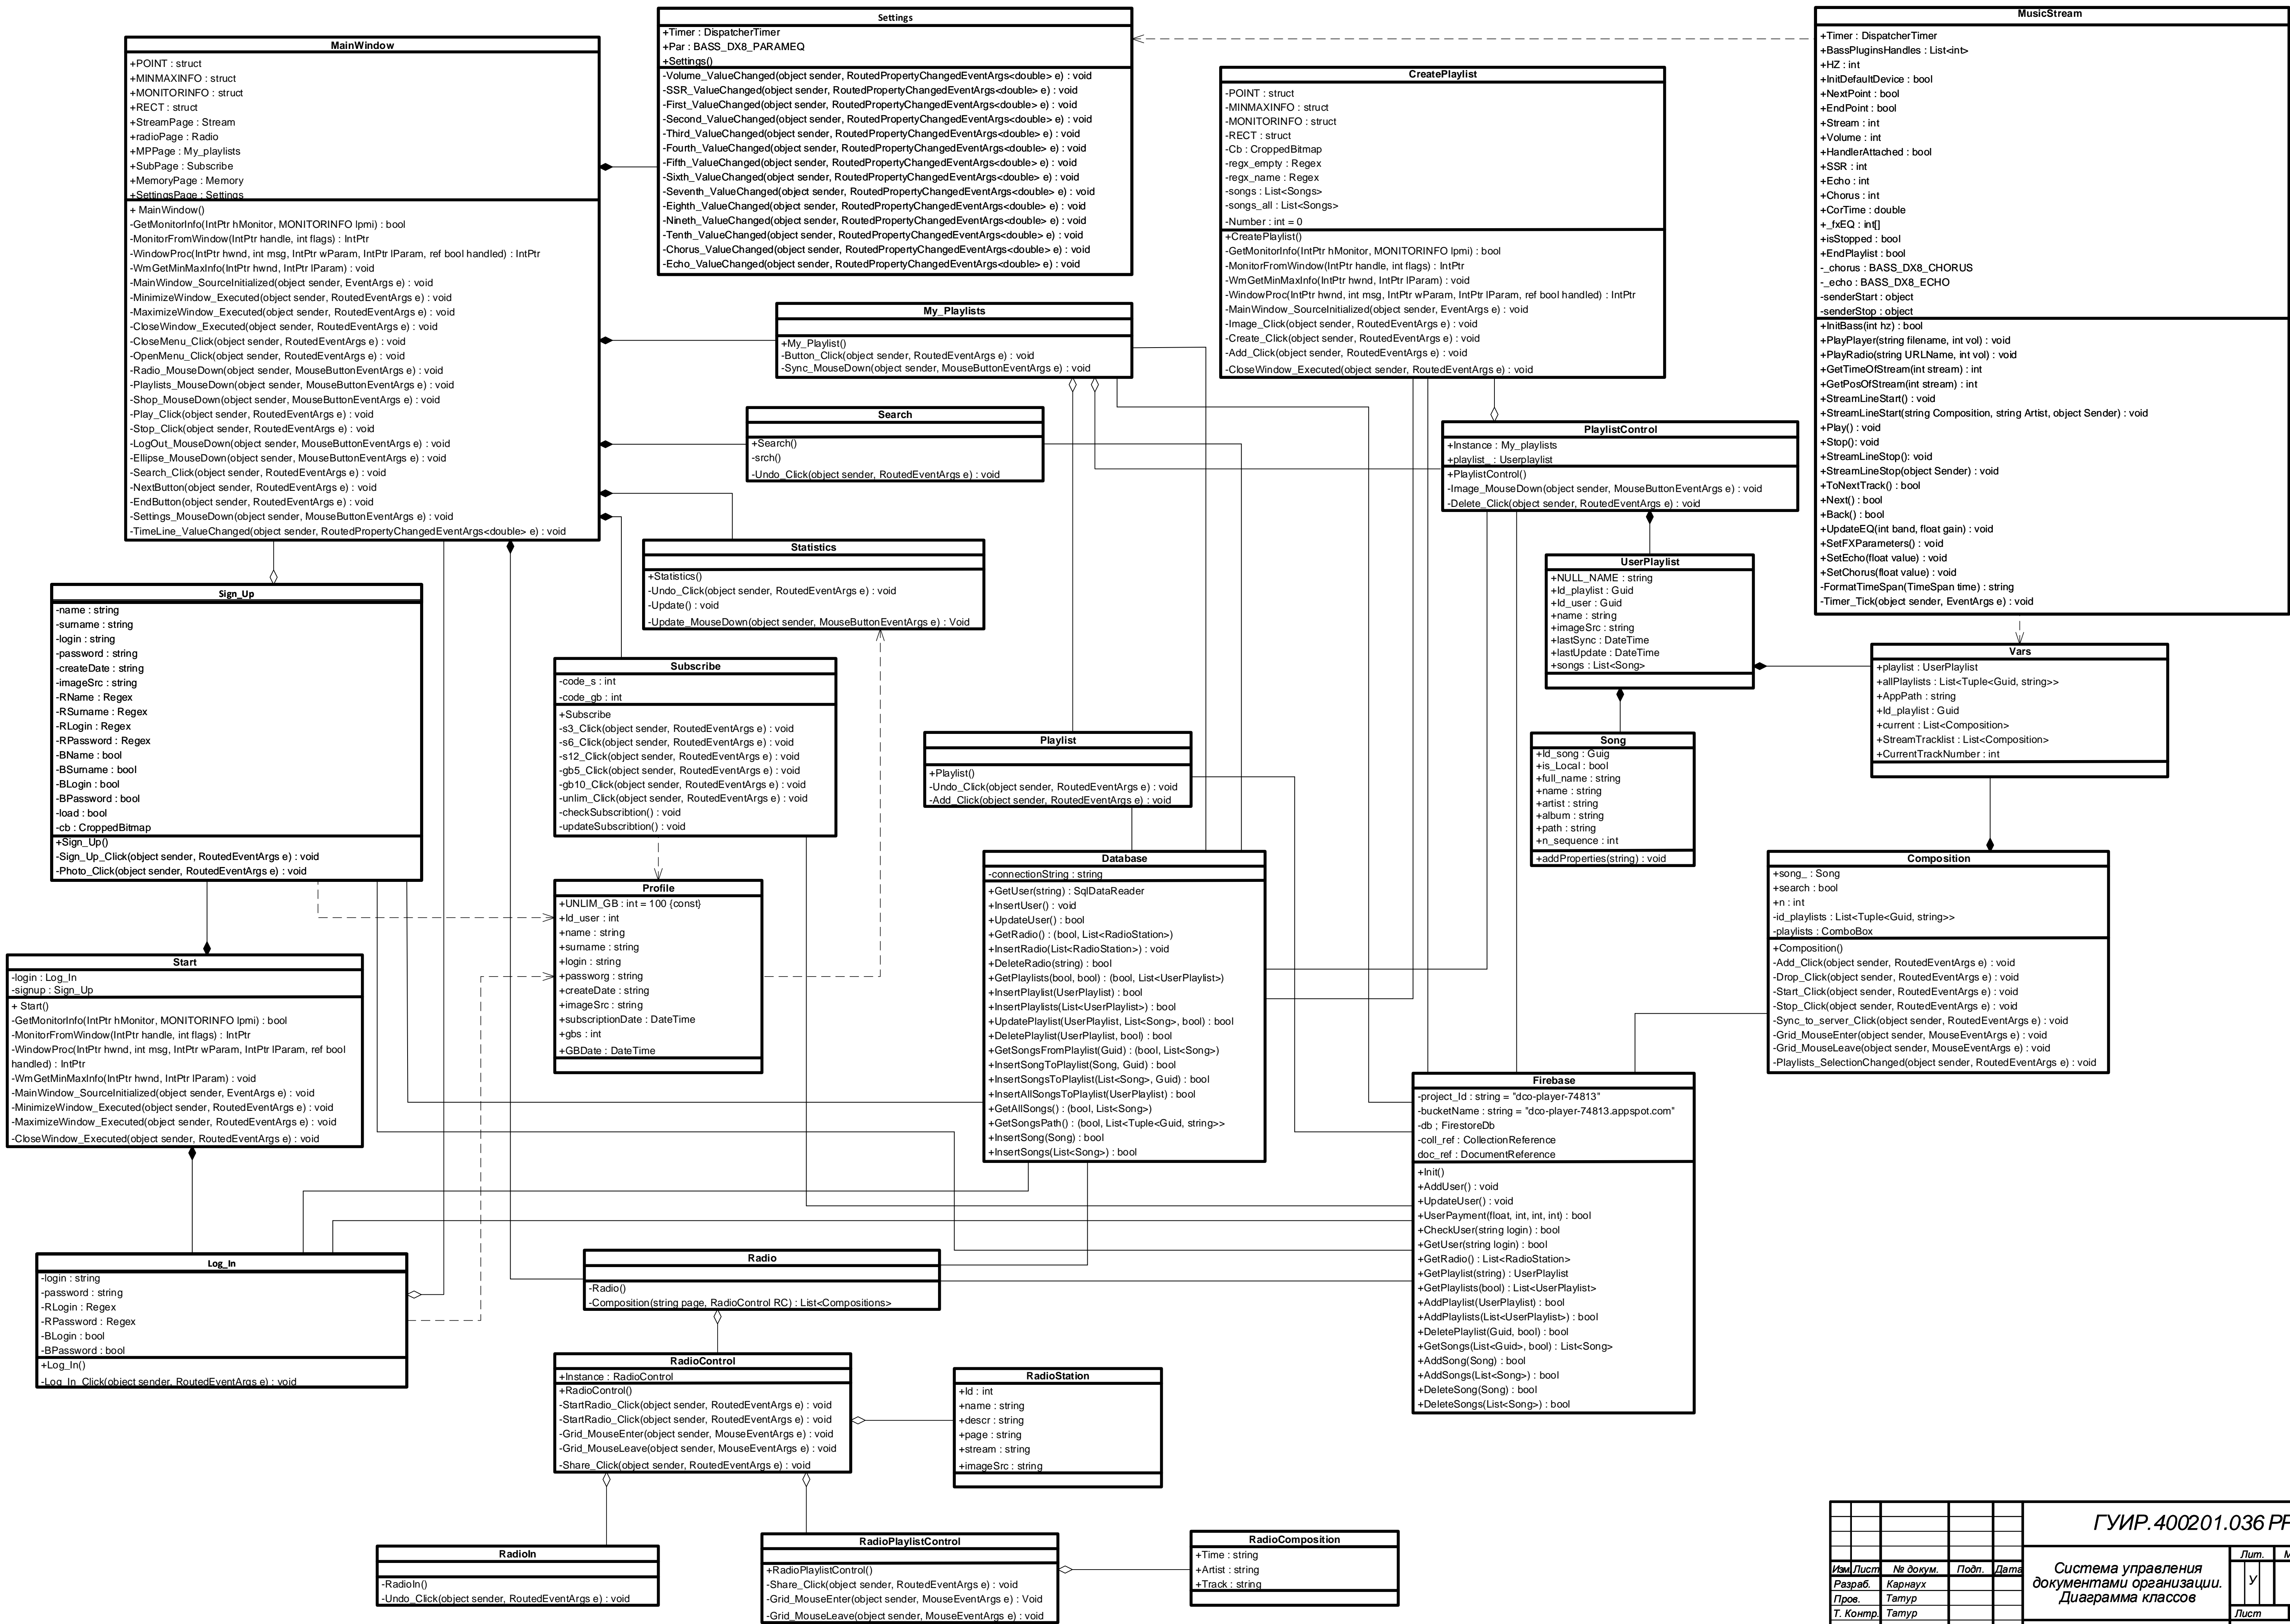 MainWindow
+POINT : struct
+MINMAXINFO : struct
+MONITORINFO : struct
+RECT : struct
+StreamPage : Stream
+radioPage : Radio
+MPPage : My_playlists
+SubPage : Subscribe
+MemoryPage : Memory
+SettingsPage : Settings
+ MainWindow()
-GetMonitorInfo(IntPtr hMonitor, MONITORINFO lpmi) : bool
-MonitorFromWindow(IntPtr handle, int flags) : IntPtr
-WindowProc(IntPtr hwnd, int msg, IntPtr wParam, IntPtr lParam, ref bool handled) : IntPtr
-WmGetMinMaxInfo(IntPtr hwnd, IntPtr lParam) : void
-MainWindow_SourceInitialized(object sender, EventArgs e) : void
-MinimizeWindow_Executed(object sender, RoutedEventArgs e) : void
-MaximizeWindow_Executed(object sender, RoutedEventArgs e) : void
-CloseWindow_Executed(object sender, RoutedEventArgs e) : void
-CloseMenu_Click(object sender, RoutedEventArgs e) : void
-OpenMenu_Click(object sender, RoutedEventArgs e) : void
-Radio_MouseDown(object sender, MouseButtonEventArgs e) : void
-Playlists_MouseDown(object sender, MouseButtonEventArgs e) : void
-Shop_MouseDown(object sender, MouseButtonEventArgs e) : void
-Play_Click(object sender, RoutedEventArgs e) : void
-Stop_Click(object sender, RoutedEventArgs e) : void
-LogOut_MouseDown(object sender, MouseButtonEventArgs e) : void
-Ellipse_MouseDown(object sender, MouseButtonEventArgs e) : void
-Search_Click(object sender, RoutedEventArgs e) : void
-NextButton(object sender, RoutedEventArgs e) : void
-EndButton(object sender, RoutedEventArgs e) : void
-Settings_MouseDown(object sender, MouseButtonEventArgs e) : void
-TimeLine_ValueChanged(object sender, RoutedPropertyChangedEventArgs<double> e) : void
Settings
+Timer : DispatcherTimer
+Par : BASS_DX8_PARAMEQ
+Settings()
-Volume_ValueChanged(object sender, RoutedPropertyChangedEventArgs<double> e) : void
-SSR_ValueChanged(object sender, RoutedPropertyChangedEventArgs<double> e) : void
-First_ValueChanged(object sender, RoutedPropertyChangedEventArgs<double> e) : void
-Second_ValueChanged(object sender, RoutedPropertyChangedEventArgs<double> e) : void
-Third_ValueChanged(object sender, RoutedPropertyChangedEventArgs<double> e) : void
-Fourth_ValueChanged(object sender, RoutedPropertyChangedEventArgs<double> e) : void
-Fifth_ValueChanged(object sender, RoutedPropertyChangedEventArgs<double> e) : void
-Sixth_ValueChanged(object sender, RoutedPropertyChangedEventArgs<double> e) : void
-Seventh_ValueChanged(object sender, RoutedPropertyChangedEventArgs<double> e) : void
-Eighth_ValueChanged(object sender, RoutedPropertyChangedEventArgs<double> e) : void
-Nineth_ValueChanged(object sender, RoutedPropertyChangedEventArgs<double> e) : void
-Tenth_ValueChanged(object sender, RoutedPropertyChangedEventArgs<double> e) : void
-Chorus_ValueChanged(object sender, RoutedPropertyChangedEventArgs<double> e) : void
-Echo_ValueChanged(object sender, RoutedPropertyChangedEventArgs<double> e) : void
My_Playlists
+My_Playlist()
-Button_Click(object sender, RoutedEventArgs e) : void
-Sync_MouseDown(object sender, MouseButtonEventArgs e) : void
Search
+Search()
-srch()
-Undo_Click(object sender, RoutedEventArgs e) : void
Statistics
+Statistics()
-Undo_Click(object sender, RoutedEventArgs e) : void
-Update() : void
-Update_MouseDown(object sender, MouseButtonEventArgs e) : Void
CreatePlaylist
-POINT : struct
-MINMAXINFO : struct
-MONITORINFO : struct
-RECT : struct
-Cb : CroppedBitmap
-regx_empty : Regex
-regx_name : Regex
-songs : List<Songs>
-songs_all : List<Songs>
-Number : int = 0
+CreatePlaylist()
-GetMonitorInfo(IntPtr hMonitor, MONITORINFO lpmi) : bool
-MonitorFromWindow(IntPtr handle, int flags) : IntPtr
-WmGetMinMaxInfo(IntPtr hwnd, IntPtr lParam) : void
-WindowProc(IntPtr hwnd, int msg, IntPtr wParam, IntPtr lParam, ref bool handled) : IntPtr
-MainWindow_SourceInitialized(object sender, EventArgs e) : void
-Image_Click(object sender, RoutedEventArgs e) : void
-Create_Click(object sender, RoutedEventArgs e) : void
-Add_Click(object sender, RoutedEventArgs e) : void
-CloseWindow_Executed(object sender, RoutedEventArgs e) : void
PlaylistControl
+Instance : My_playlists
+playlist_ : Userplaylist
+PlaylistControl()
-Image_MouseDown(object sender, MouseButtonEventArgs e) : void
-Delete_Click(object sender, RoutedEventArgs e) : void
MusicStream
+Timer : DispatcherTimer
+BassPluginsHandles : List<int>
+HZ : int
+InitDefaultDevice : bool
+NextPoint : bool
+EndPoint : bool
+Stream : int
+Volume : int
+HandlerAttached : bool
+SSR : int
+Echo : int
+Chorus : int
+CorTime : double
+_fxEQ : int[]
+isStopped : bool
+EndPlaylist : bool
-_chorus : BASS_DX8_CHORUS
-_echo : BASS_DX8_ECHO
-senderStart : object
-senderStop : object
+InitBass(int hz) : bool
+PlayPlayer(string filename, int vol) : void
+PlayRadio(string URLName, int vol) : void
+GetTimeOfStream(int stream) : int
+GetPosOfStream(int stream) : int
+StreamLineStart() : void
+StreamLineStart(string Composition, string Artist, object Sender) : void
+Play() : void
+Stop(): void
+StreamLineStop(): void
+StreamLineStop(object Sender) : void
+ToNextTrack() : bool
+Next() : bool
+Back() : bool
+UpdateEQ(int band, float gain) : void
+SetFXParameters() : void
+SetEcho(float value) : void
+SetChorus(float value) : void
-FormatTimeSpan(TimeSpan time) : string
-Timer_Tick(object sender, EventArgs e) : void
UserPlaylist
+NULL_NAME : string
+Id_playlist : Guid
+Id_user : Guid
+name : string
+imageSrc : string
+lastSync : DateTime
+lastUpdate : DateTime
+songs : List<Song>
Vars
+playlist : UserPlaylist
+allPlaylists : List<Tuple<Guid, string>>
+AppPath : string
+Id_playlist : Guid
+current : List<Composition>
+StreamTracklist : List<Composition>
+CurrentTrackNumber : int
Sign_Up
-name : string
-surname : string
-login : string
-password : string
-createDate : string
-imageSrc : string
-RName : Regex
-RSurname : Regex
-RLogin : Regex
-RPassword : Regex
-BName : bool
-BSurname : bool
-BLogin : bool
-BPassword : bool
-load : bool
-cb : CroppedBitmap
+Sign_Up()
-Sign_Up_Click(object sender, RoutedEventArgs e) : void
-Photo_Click(object sender, RoutedEventArgs e) : void
Subscribe
-code_s : int
-code_gb : int
+Subscribe
-s3_Click(object sender, RoutedEventArgs e) : void
-s6_Click(object sender, RoutedEventArgs e) : void
-s12_Click(object sender, RoutedEventArgs e) : void
-gb5_Click(object sender, RoutedEventArgs e) : void
-gb10_Click(object sender, RoutedEventArgs e) : void
-unlim_Click(object sender, RoutedEventArgs e) : void
-checkSubscribtion() : void
-updateSubscribtion() : void
Playlist
+Playlist()
-Undo_Click(object sender, RoutedEventArgs e) : void
-Add_Click(object sender, RoutedEventArgs e) : void
Song
+Id_song : Guig
+is_Local : bool
+full_name : string
+name : string
+artist : string
+album : string
+path : string
+n_sequence : int
+addProperties(string) : void
Profile
+UNLIM_GB : int = 100 {const}
+Id_user : int
+name : string
+surname : string
+login : string
+passworg : string
+createDate : string
+imageSrc : string
+subscriptionDate : DateTime
+gbs : int
+GBDate : DateTime
Database
-connectionString : string
+GetUser(string) : SqlDataReader
+InsertUser() : void
+UpdateUser() : bool
+GetRadio() : (bool, List<RadioStation>)
+InsertRadio(List<RadioStation>) : void
+DeleteRadio(string) : bool
+GetPlaylists(bool, bool) : (bool, List<UserPlaylist>)
+InsertPlaylist(UserPlaylist) : bool
+InsertPlaylists(List<UserPlaylist>) : bool
+UpdatePlaylist(UserPlaylist, List<Song>, bool) : bool
+DeletePlaylist(UserPlaylist, bool) : bool
+GetSongsFromPlaylist(Guid) : (bool, List<Song>)
+InsertSongToPlaylist(Song, Guid) : bool
+InsertSongsToPlaylist(List<Song>, Guid) : bool
+InsertAllSongsToPlaylist(UserPlaylist) : bool
+GetAllSongs() : (bool, List<Song>)
+GetSongsPath() : (bool, List<Tuple<Guid, string>>
+InsertSong(Song) : bool
+InsertSongs(List<Song>) : bool
Composition
+song_ : Song
+search : bool
+n : int
-id_playlists : List<Tuple<Guid, string>>
-playlists : ComboBox
+Composition()
-Add_Click(object sender, RoutedEventArgs e) : void
-Drop_Click(object sender, RoutedEventArgs e) : void
-Start_Click(object sender, RoutedEventArgs e) : void
-Stop_Click(object sender, RoutedEventArgs e) : void
-Sync_to_server_Click(object sender, RoutedEventArgs e) : void
-Grid_MouseEnter(object sender, MouseEventArgs e) : void
-Grid_MouseLeave(object sender, MouseEventArgs e) : void
-Playlists_SelectionChanged(object sender, RoutedEventArgs e) : void
Start
-login : Log_In
-signup : Sign_Up
+ Start()
-GetMonitorInfo(IntPtr hMonitor, MONITORINFO lpmi) : bool
-MonitorFromWindow(IntPtr handle, int flags) : IntPtr
-WindowProc(IntPtr hwnd, int msg, IntPtr wParam, IntPtr lParam, ref bool
handled) : IntPtr
-WmGetMinMaxInfo(IntPtr hwnd, IntPtr lParam) : void
-MainWindow_SourceInitialized(object sender, EventArgs e) : void
-MinimizeWindow_Executed(object sender, RoutedEventArgs e) : void
-MaximizeWindow_Executed(object sender, RoutedEventArgs e) : void
-CloseWindow_Executed(object sender, RoutedEventArgs e) : void
Firebase
-project_Id : string = "dco-player-74813"
-bucketName : string = "dco-player-74813.appspot.com"
-db ; FirestoreDb
-coll_ref : CollectionReference
doc_ref : DocumentReference
+Init()
+AddUser() : void
+UpdateUser() : void
+UserPayment(float, int, int, int) : bool
+CheckUser(string login) : bool
+GetUser(string login) : bool
+GetRadio() : List<RadioStation>
+GetPlaylist(string) : UserPlaylist
+GetPlaylists(bool) : List<UserPlaylist>
+AddPlaylist(UserPlaylist) : bool
+AddPlaylists(List<UserPlaylist>) : bool
+DeletePlaylist(Guid, bool) : bool
+GetSongs(List<Guid>, bool) : List<Song>
+AddSong(Song) : bool
+AddSongs(List<Song>) : bool
+DeleteSong(Song) : bool
+DeleteSongs(List<Song>) : bool
Log_In
-login : string
-password : string
-RLogin : Regex
-RPassword : Regex
-BLogin : bool
-BPassword : bool
+Log_In()
-Log_In_Click(object sender, RoutedEventArgs e) : void
Radio
-Radio()
-Composition(string page, RadioControl RC) : List<Compositions>
RadioControl
+Instance : RadioControl
+RadioControl()
-StartRadio_Click(object sender, RoutedEventArgs e) : void
-StartRadio_Click(object sender, RoutedEventArgs e) : void
-Grid_MouseEnter(object sender, MouseEventArgs e) : void
-Grid_MouseLeave(object sender, MouseEventArgs e) : void
-Share_Click(object sender, RoutedEventArgs e) : void
RadioStation
+Id : int
+name : string
+descr : string
+page : string
+stream : string
+imageSrc : string
RadioIn
-RadioIn()
-Undo_Click(object sender, RoutedEventArgs e) : void
RadioPlaylistControl
+RadioPlaylistControl()
-Share_Click(object sender, RoutedEventArgs e) : void
-Grid_MouseEnter(object sender, MouseEventArgs e) : Void
-Grid_MouseLeave(object sender, MouseEventArgs e) : void
RadioComposition
+Time : string
+Artist : string
+Track : string
ГУИР.400201.036 РР
Изм. Лист № докум. Подп. Дата
Разраб. Карнаух
Пров. Татур
Т. Контр. Татур
Система управления
документами организации.
Диаграмма классов
Лит. М
У
Лист